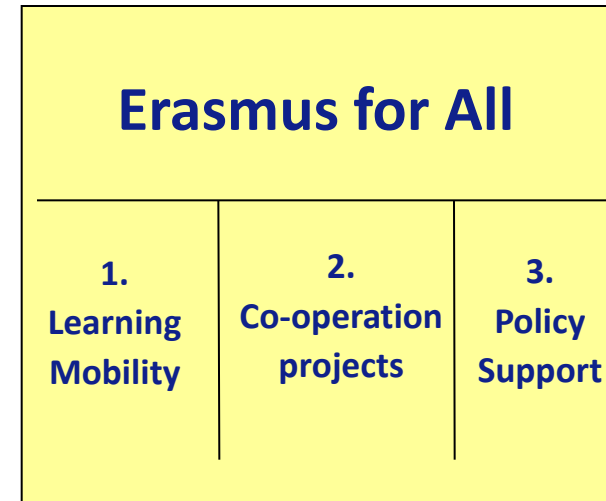 Erasmus for All
1.
Learning
Mobility
2.
Co-operation
projects
3.
Policy
Support